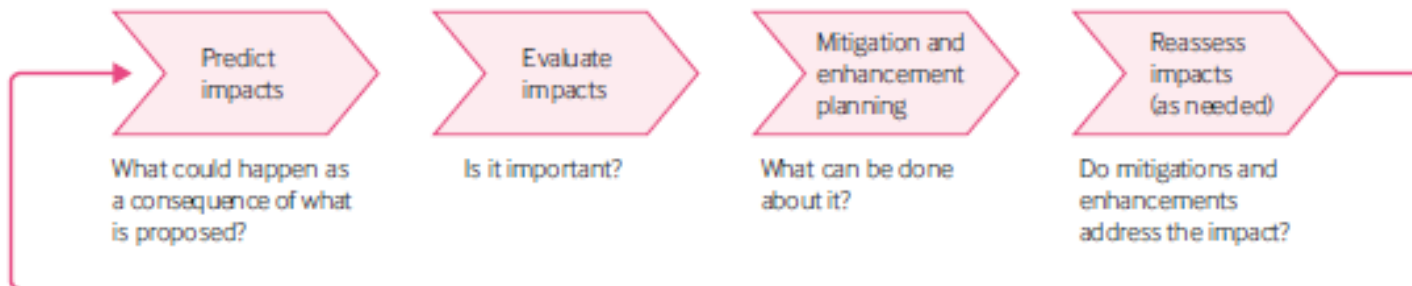 Predict
impacts
Evaluate
impacts
Mitigation and
enhancement
planning
Reassess
impacts
(as needed)
What could happen as
a consequence of what
is proposed?
Is it important?
What can be done
about it?
Do mitigations and
enhancements
address the impact?